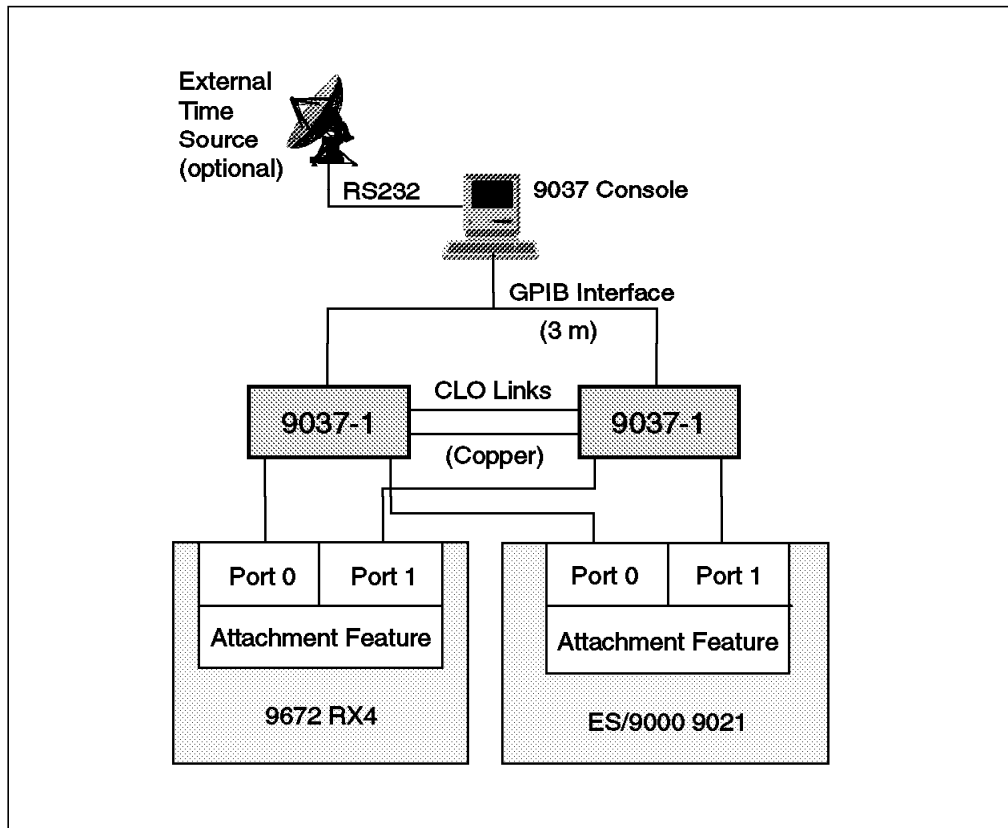 External
Time
Source
(optional)
RS232
9037 Console
GPIB Interface
(3 m)
CLO Links
9037-1
9037-1
(Copper)
Port 0
Port 1
Port 0
Port 1
Attachment Feature
Attachment Feature
9672 RX4
ES/9000 9021